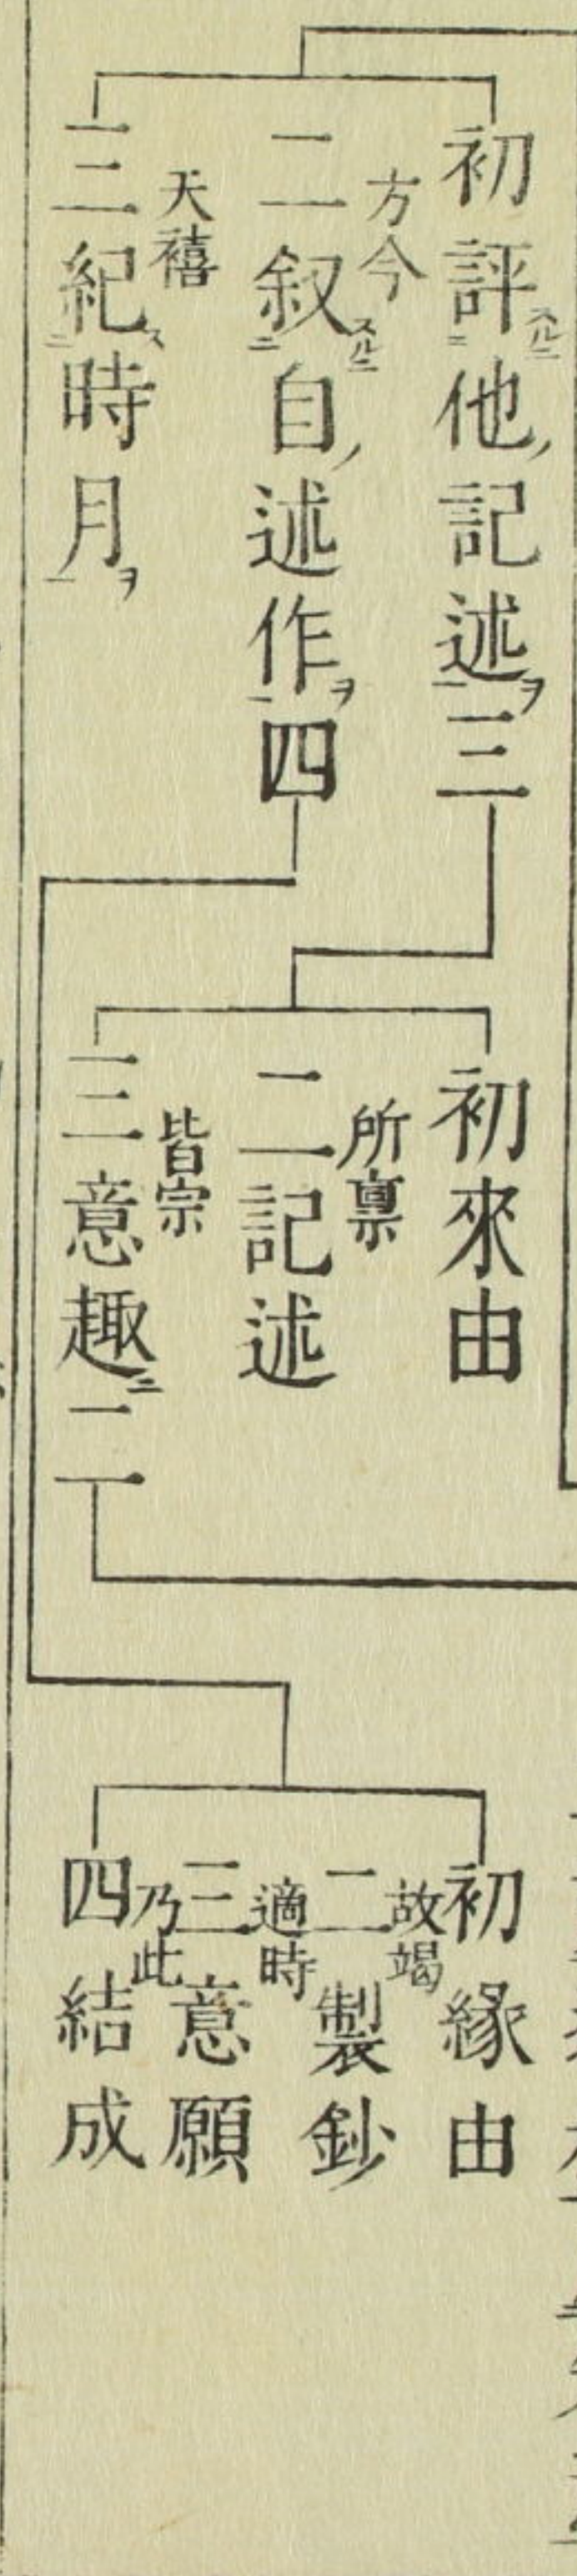 初評他記述三
方今
二叙自述作四
天禧
三紀時月
初來由
所稟
二記述
皆宗
三意趣二
初縁由
故竭
二製鈔
適時
三意願
乃此
四結成